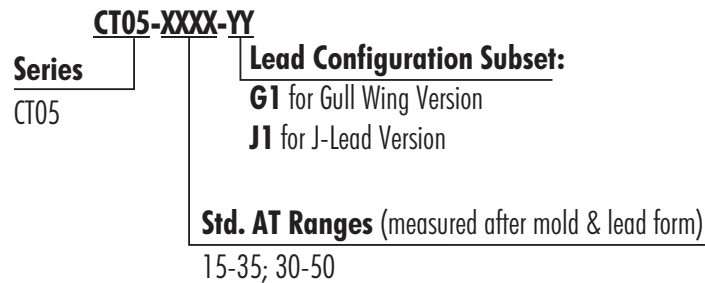 CT05-XXXX-YY
Series
CT05
Lead Configuration Subset:
G1 for Gull Wing Version
J1 for J-Lead Version
Std. AT Ranges (measured after mold & lead form)
15-35; 30-50